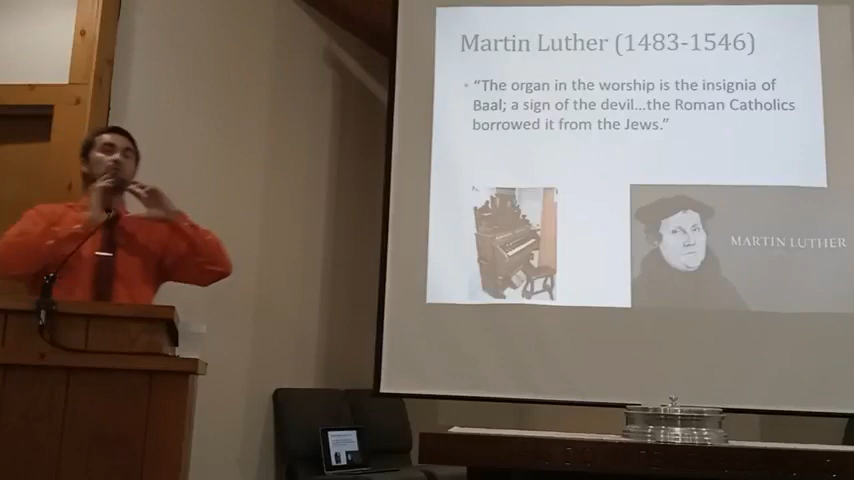 Martin Luther (1483-1546)
• “The organ in the worship is the insignia of
Baal; a sign of the devil...the Roman Catholics
borrowed it from the Jews.”
MARTIN LUTHER